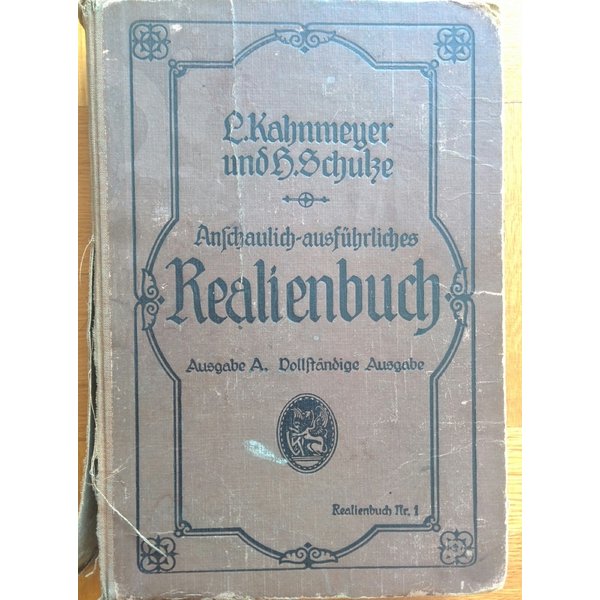 L. Kahnmeyer
und H. Schulze
Anschaulich-ausführliches
Realienbuch
Ausgabe A. Vollständige Ausgabe
Realienbuch Nr. 1